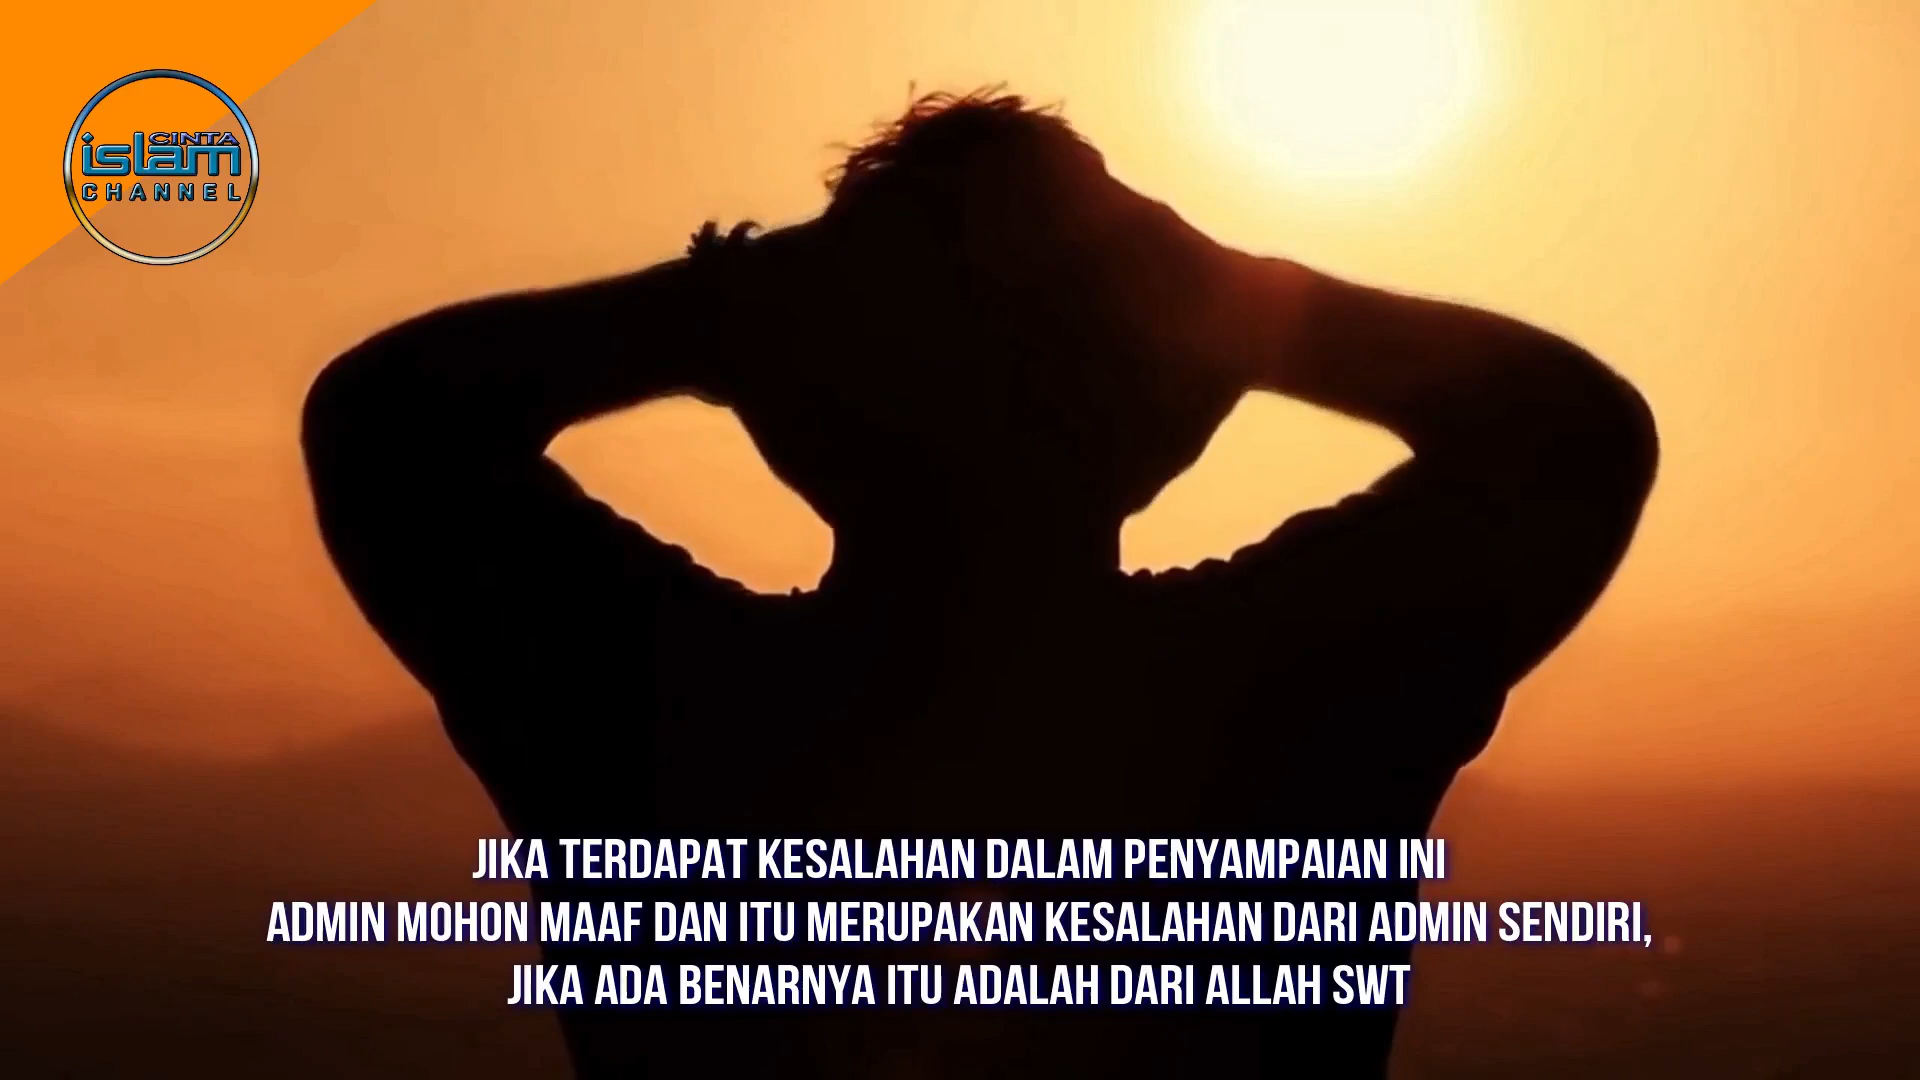 CINTA
islam
CHANNEL
JIKA TERDAPAT KESALAHAN DALAM PENYAMPAIAN INI
ADMIN MOHON MAAF DAN ITU MERUPAKAN KESALAHAN DARI ADMIN SENDIRI,
JIKA ADA BENARNYA ITU ADALAH DARI ALLAH SWT